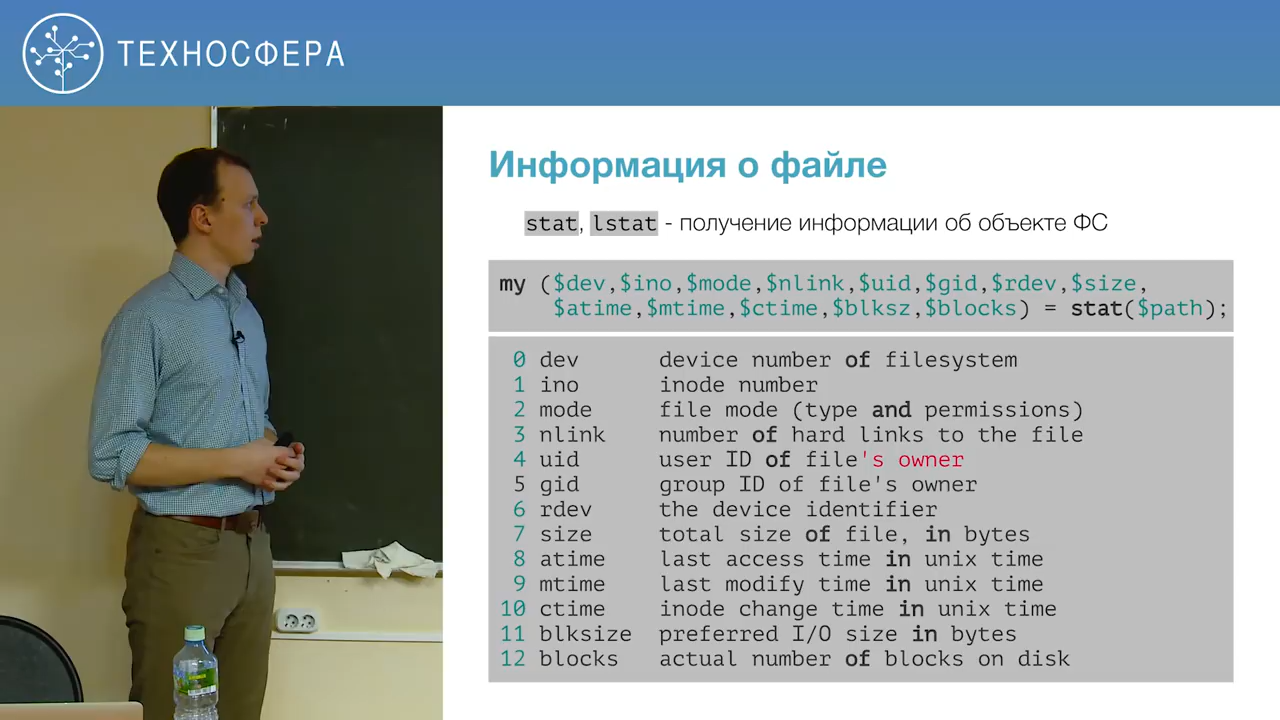 ТЕХНОСФЕРА
Информация о файле
stat, lstat - получение информации об объекте ФС
my ($dev,$ino,$mode,$nlink,$uid,$gid,$rdev,$size,
$atime,$mtime,$ctime,$blksz,$blocks) = stat($path);
0 dev device number of filesystem
1 ino inode number
2 mode file mode (type and permissions)
3 nlink number of hard links to the file
4 uid user ID of file's owner
5 gid group ID of file's owner
6 rdev the device identifier
7 size total size of file, in bytes
8 atime last access time in unix time
9 mtime last modify time in unix time
10 ctime inode change time in unix time
11 blksize preferred I/O size in bytes
12 blocks actual number of blocks on disk